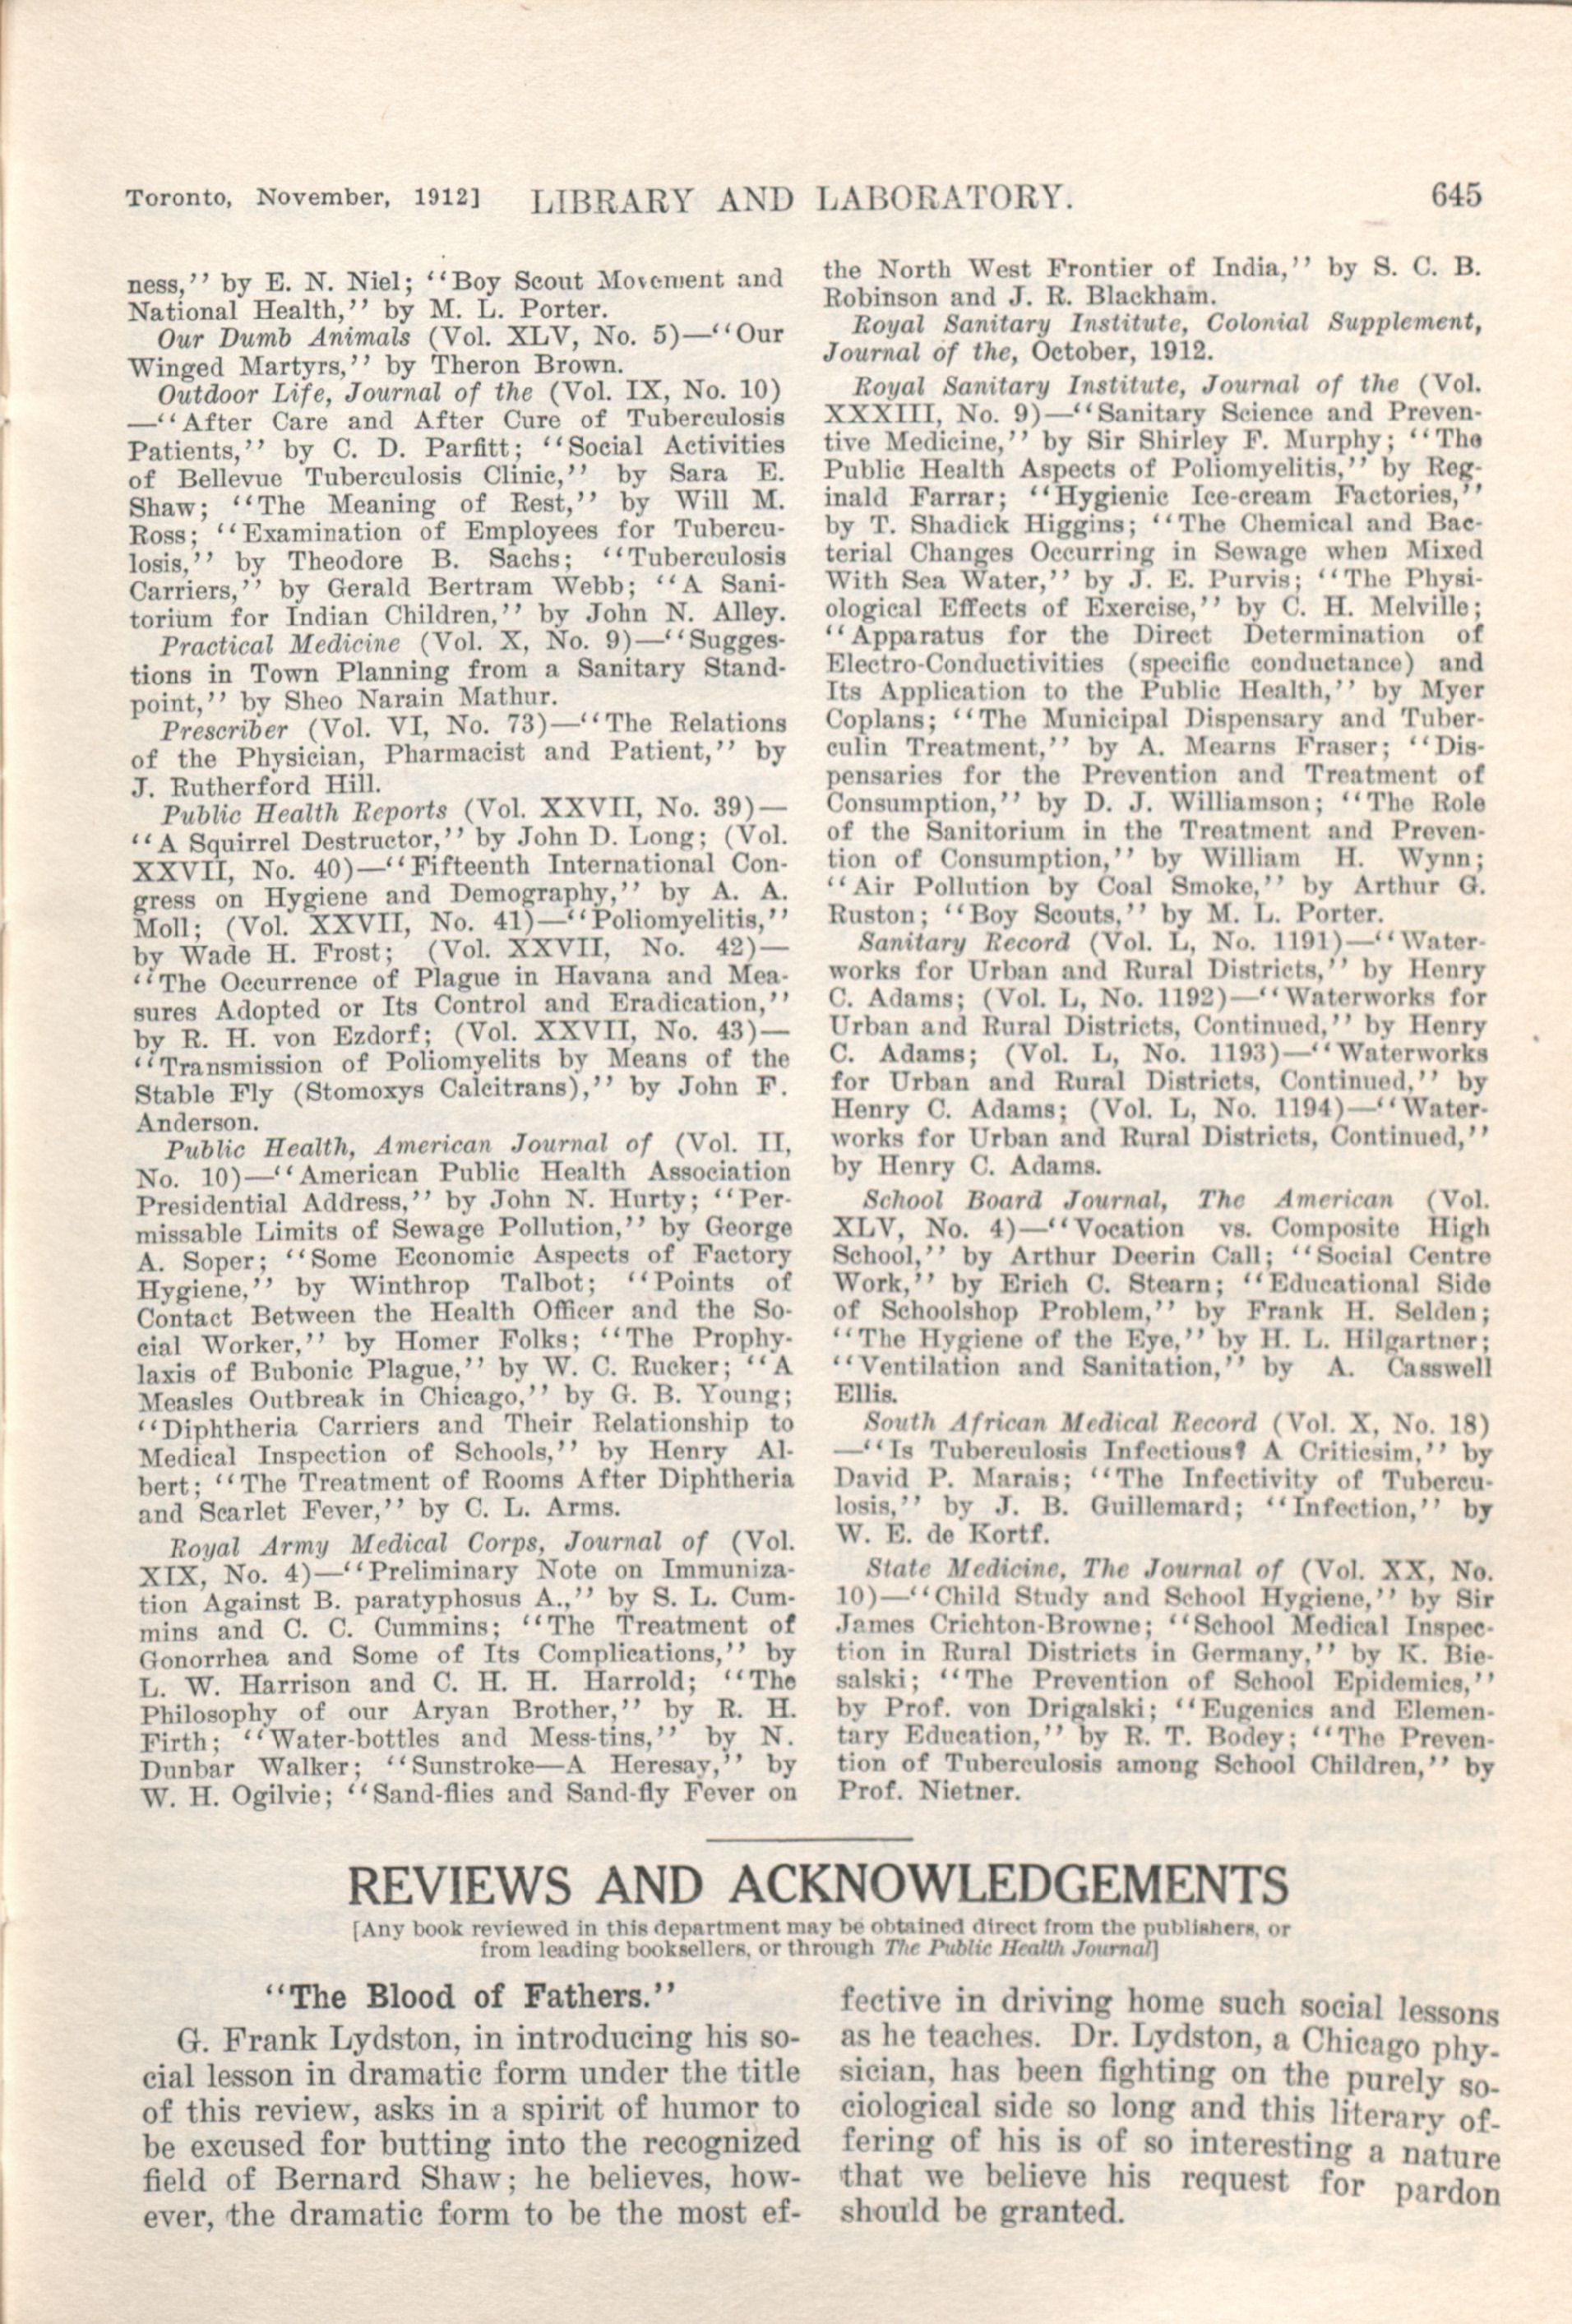 Toronto, November, 1912] LIBRARY AND LABORATORY. 645
ness,'' by E. N. Niel; ''Boy Scout Movement and
National Health,'' by M. L. Porter.
Our Dumb Animals (Vol. XLV, No. 5)—''Our
Winged Martyrs,'' by Theron Brown.
Outdoor Life, Journal of the (Vol. IX, No. 10)
—''After Care and After Cure of Tuberculosis
Patients,'' by C. D. Parfitt; ''Social Activities
of Bellevue Tuberculosis Clinic,'' by Sara E.
Shaw; ''The Meaning of Rest,'' by Will M.
Ross; ''Examination of Employees for Tubercu-
losis,'' by Theodore B. Sachs; ''Tuberculosis
Carriers,'' by Gerald Bertram Webb; ''A Sani-
torium for Indian Children,'' by John N. Alley.
Practical Medicine (Vol. X, No. 9)—''Sugges-
tions in Town Planning from a Sanitary Stand-
point,'' by Sheo Narain Mathur.
Prescriber (Vol. VI, No. 73)—''The Relations
of the Physician, Pharmacist and Patient,'' by
J. Rutherford Hill.
Public Health Reports (Vol. XXVII, No. 39)—
''A Squirrel Destructor,'' by John D. Long; (Vol.
XXVII, No. 40)—''Fifteenth International Con-
gress on Hygiene and Demography,'' by A. A.
Moll; (Vol. XXVII, No. 41)—''Poliomyelitis,''
by Wade H. Frost; (Vol. XXVII, No. 42)—
''The Occurrence of Plague in Havana and Mea-
sures Adopted or Its Control and Eradication,''
by R. H. von Ezdorf; (Vol. XXVII, No. 43)—
''Transmission of Poliomyelits by Means of the
Stable Fly (Stomoxys Calcitrans),'' by John F.
Anderson.
Public Health, American Journal of (Vol. II,
No. 10)—''American Public Health Association
Presidential Address,'' by John N. Hurty; ''Per-
missable Limits of Sewage Pollution,'' by George
A. Soper; ''Some Economic Aspects of Factory
Hygiene,'' by Winthrop Talbot; ''Points of
Contact Between the Health Officer and the So-
cial Worker,'' by Homer Folks; ''The Prophy-
laxis of Bubonic Plague,'' by W. C. Rucker; ''A
Measles Outbreak in Chicago,'' by G. B. Young;
''Diphtheria Carriers and Their Relationship to
Medical Inspection of Schools,'' by Henry Al-
bert; ''The Treatment of Rooms After Diphtheria
and Scarlet Fever,'' by C. L. Arms.
Royal Army Medical Corps, Journal of (Vol.
XIX, No. 4)—''Preliminary Note on Immuniza-
tion Against B. paratyphosus A.,'' by S. L. Cum-
mins and C. C. Cummins; ''The Treatment of
Gonorrhea and Some of Its Complications,'' by
L. W. Harrison and C. H. H. Harrold; ''The
Philosophy of our Aryan Brother,'' by R. H.
Firth; ''Water-bottles and Mess-tins,'' by N.
Dunbar Walker; ''Sunstroke—A Heresay,'' by
W. H. Ogilvie; ''Sand-flies and Sand-fly Fever on
the North West Frontier of India,'' by S. C. B.
Robinson and J. R. Blackham.
Royal Sanitary Institute, Colonial Supplement,
Journal of the, October, 1912.
Royal Sanitary Institute, Journal of the (Vol.
XXXIII, No. 9)—''Sanitary Science and Preven-
tive Medicine,'' by Sir Shirley F. Murphy; ''The
Public Health Aspects of Poliomyelitis,'' by Reg-
inald Farrar; ''Hygienic Ice-cream Factories,''
by T. Shadick Higgins; ''The Chemical and Bac-
terial Changes Occurring in Sewage when Mixed
With Sea Water,'' by J. E. Purvis; ''The Physi-
ological Effects of Exercise,'' by C. H. Melville;
''Apparatus for the Direct Determination of
Electro-Conductivities (specific conductance) and
Its Application to the Public Health,'' by Myer
Coplans; ''The Municipal Dispensary and Tuber-
culin Treatment,'' by A. Mearns Fraser; ''Dis-
pensaries for the Prevention and Treatment of
Consumption,'' by D. J. Williamson; ''The Role
of the Sanitorium in the Treatment and Preven-
tion of Consumption,'' by William H. Wynn;
''Air Pollution by Coal Smoke,'' by Arthur G.
Ruston; ''Boy Scouts,'' by M. L. Porter.
Sanitary Record (Vol. L, No. 1191)—''Water-
works for Urban and Rural Districts,'' by Henry
C. Adams; (Vol. L, No. 1192)—''Waterworks for
Urban and Rural Districts, Continued,'' by Henry
C. Adams; (Vol. L, No. 1193)—''Waterworks
for Urban and Rural Districts, Continued,'' by
Henry C. Adams; (Vol. L, No. 1194)—''Water-
works for Urban and Rural Districts, Continued,''
by Henry C. Adams.
School Board Journal, The American (Vol.
XLV, No. 4)—''Vocation vs. Composite High
School,'' by Arthur Deerin Call; ''Social Centre
Work,'' by Erich C. Stearn; ''Educational Side
of Schoolshop Problem,'' by Frank H. Selden;
''The Hygiene of the Eye,'' by H. L. Hilgartner;
''Ventilation and Sanitation,'' by A. Casswell
Ellis.
South African Medical Record (Vol. X, No. 18)
—''Is Tuberculosis Infectious? A Criticsim,'' by
David P. Marais; ''The Infectivity of Tubercu-
losis,'' by J. B. Guillemard; ''Infection,'' by
W. E. de Kortf.
State Medicine, The Journal of (Vol. XX, No.
10)—''Child Study and School Hygiene,'' by Sir
James Crichton-Browne; ''School Medical Inspec-
tion in Rural Districts in Germany,'' by K. Bie-
salski; ''The Prevention of School Epidemics,''
by Prof. von Drigalski; ''Eugenics and Elemen-
tary Education,'' by R. T. Bodey; ''The Preven-
tion of Tuberculosis among School Children,'' by
Prof. Nietner.
REVIEWS AND ACKNOWLEDGEMENTS
[Any book reviewed in this department may be obtained direct from the publishers, or
from leading booksellers, or through The Public Health Journal]
''The Blood of Fathers.''
G. Frank Lydston, in introducing his so-
cial lesson in dramatic form under the title
of this review, asks in a spirit of humor to
be excused for butting into the recognized
field of Bernard Shaw; he believes, how-
ever, the dramatic form to be the most ef-
fective in driving home such social lessons
as he teaches. Dr. Lydston, a Chicago phy-
sician, has been fighting on the purely so-
ciological side so long and this literary of-
fering of his is of so interesting a nature
that we believe his request for pardon
should be granted.